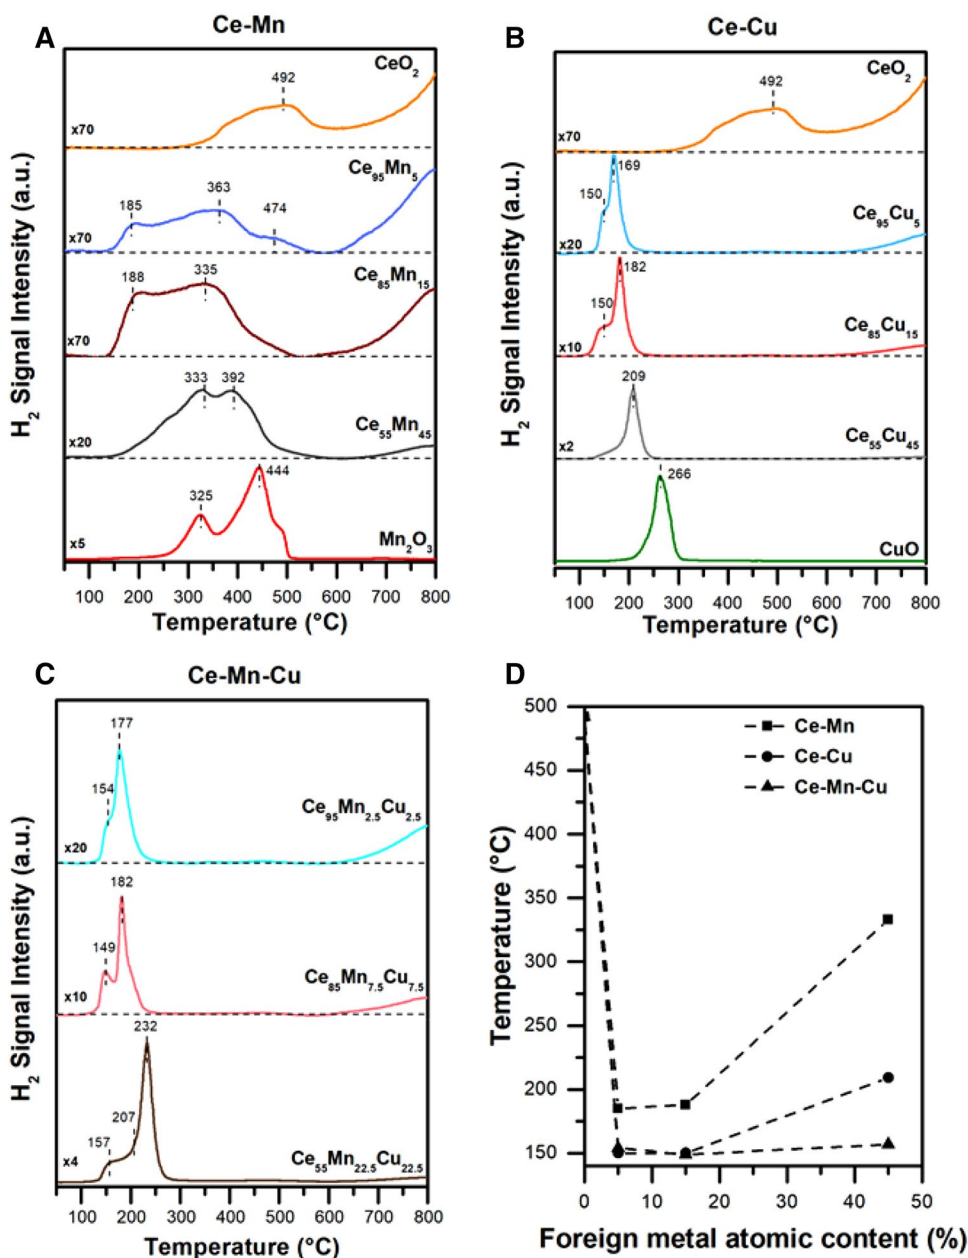 A
Ce-Mn
CeO2
492
x70
Ce95Mn5
185
363
474
x70
Ce85Mn15
188
335
x70
333
392
Ce55Mn45
x20
325
444
x5
Mn2O3
H2 Signal Intensity (a.u.)
100 200 300 400 500 600 700 800
Temperature (°C)
B
Ce-Cu
CeO2
492
x70
150
169
Ce95Cu5
x20
182
150
Ce85Cu15
x10
209
Ce55Cu45
x2
266
CuO
H2 Signal Intensity (a.u.)
100 200 300 400 500 600 700 800
Temperature (°C)
C
Ce-Mn-Cu
177
154
Ce95Mn2.5Cu2.5
x20
182
149
Ce85Mn7.5Cu7.5
x10
232
207
157
Ce55Mn22.5Cu22.5
x4
H2 Signal Intensity (a.u.)
100 200 300 400 500 600 700 800
Temperature (°C)
D
500
450
400
350
300
250
200
150
Temperature (°C)
Ce-Mn
Ce-Cu
Ce-Mn-Cu
0 10 20 30 40 50
Foreign metal atomic content (%)